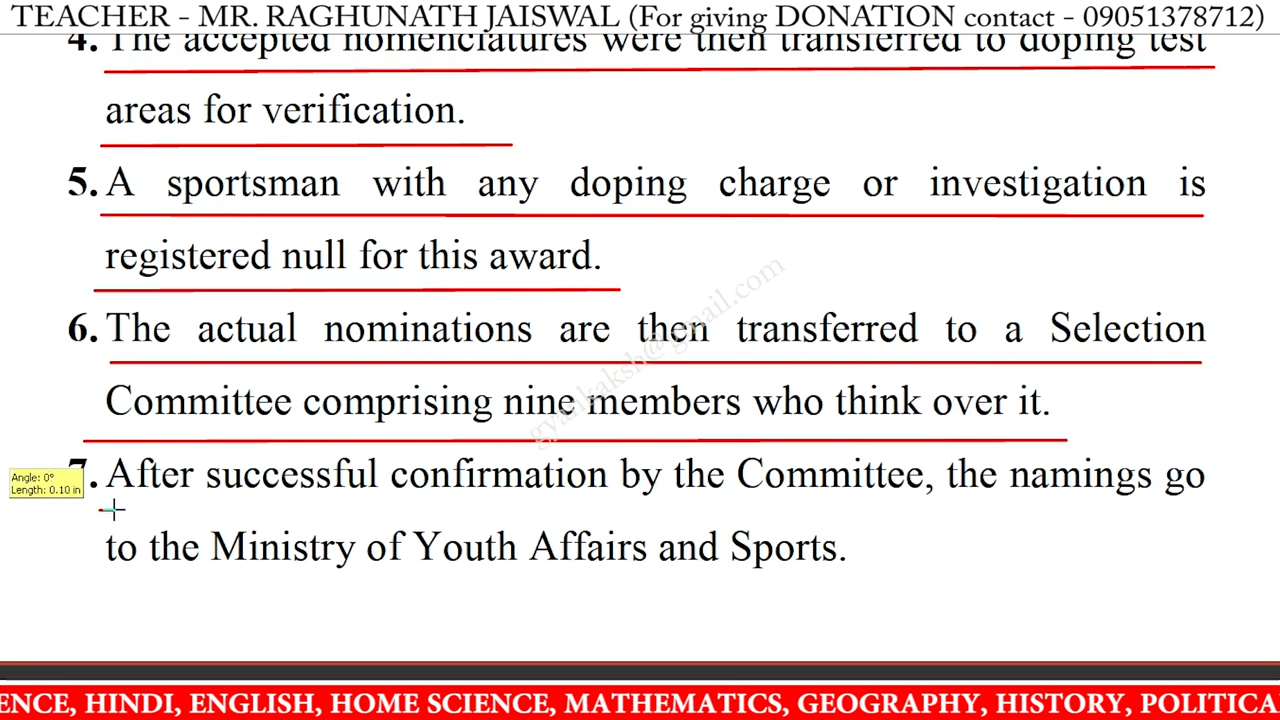 TEACHER - MR. RAGHUNATH JAISWAL (For giving DONATION contact - 09051378712)
4. The accepted nomenclatures were then transferred to doping test
areas for verification.
5. A sportsman with any doping charge or investigation is
registered null for this award.
6. The actual nominations are then transferred to a Selection
Committee comprising nine members who think over it.
gyankaksh@gmail.com
7. After successful confirmation by the Committee, the namings go
Angle: 0°
Length: 0.10 in
to the Ministry of Youth Affairs and Sports.
ENCE, HINDI, ENGLISH, HOME SCIENCE, MATHEMATICS, GEOGRAPHY, HISTORY, POLITICA